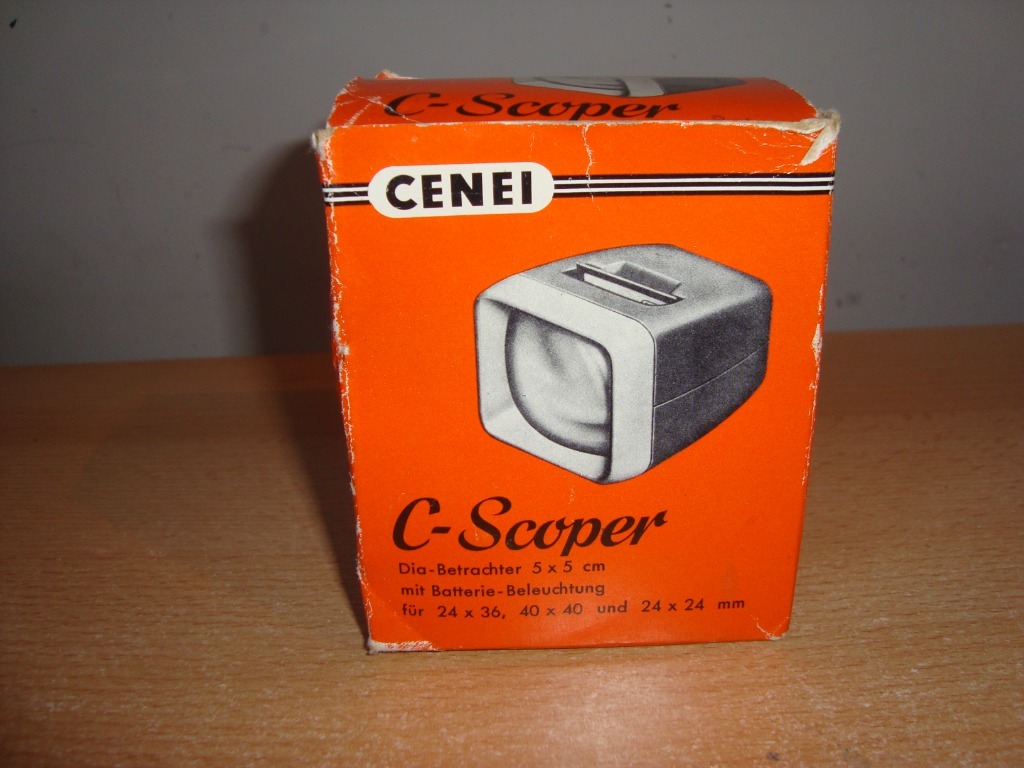 C-Scoper
CENEI
C-Scoper
Dia-Betrachter 5 x 5 cm
mit Batterie-Beleuchtung
für 24 x 36, 40 x 40 und 24 x 24 mm